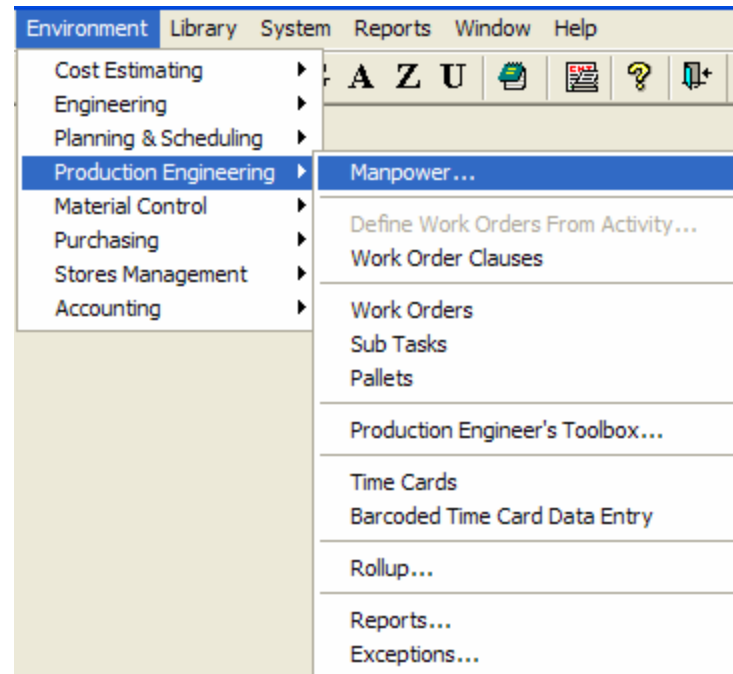 Environment Library System Reports Window Help
A Z U
Cost Estimating
Engineering
Planning & Scheduling
Production Engineering
Material Control
Purchasing
Stores Management
Accounting
Manpower...
Define Work Orders From Activity...
Work Order Clauses
Work Orders
Sub Tasks
Pallets
Production Engineer's Toolbox...
Time Cards
Barcoded Time Card Data Entry
Rollup...
Reports...
Exceptions...